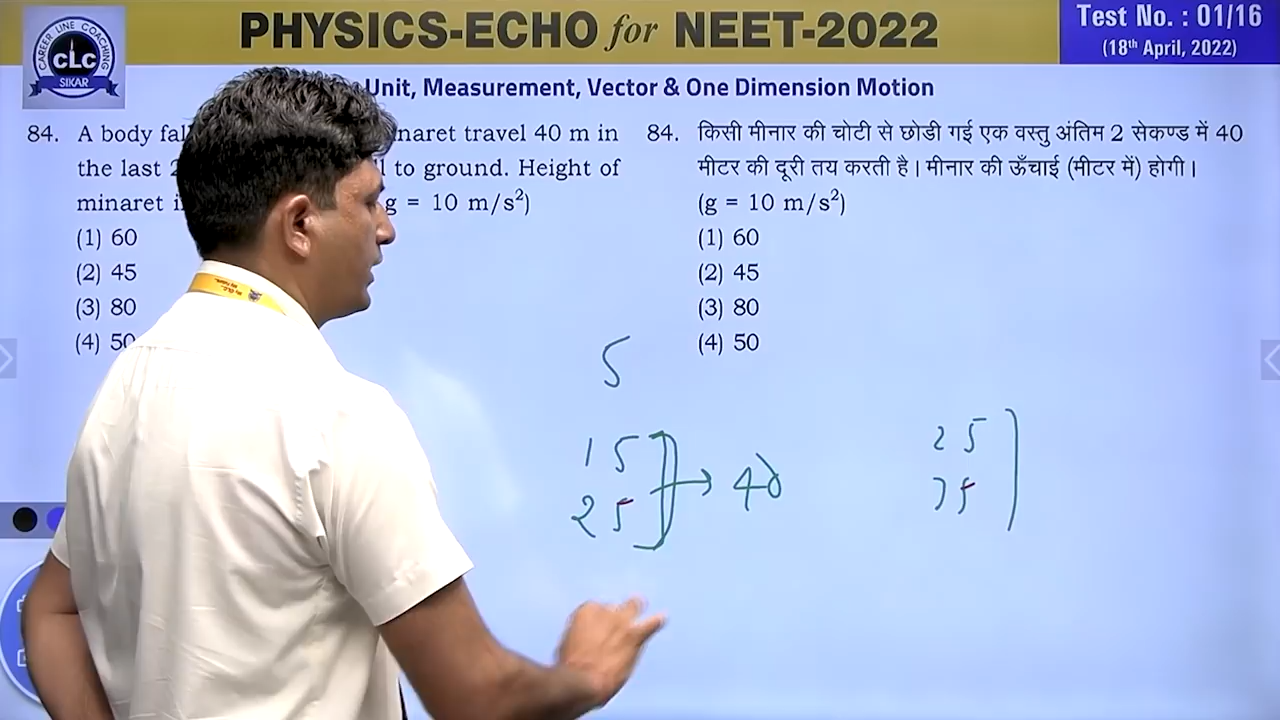 PHYSICS-ECHO for NEET-2022
Test No. : 01/16
(18th April, 2022)
CAREER LINE COACHING
CLC
SIKAR
Unit, Measurement, Vector & One Dimension Motion
84. A body naret travel 40 m in
the last to ground. Height of
minaret g = 10 m/s²)
(1) 60
(2) 45
(3) 80
(4) 50
84. किसी मीनार की चोटी से छोडी गई एक वस्तु अंतिम 2 सेकण्ड में 40
मीटर की दूरी तय करती है। मीनार की ऊँचाई (मीटर में) होगी।
(g = 10 m/s²)
(1) 60
(2) 45
(3) 80
(4) 50
5
15
25
→ 40
25